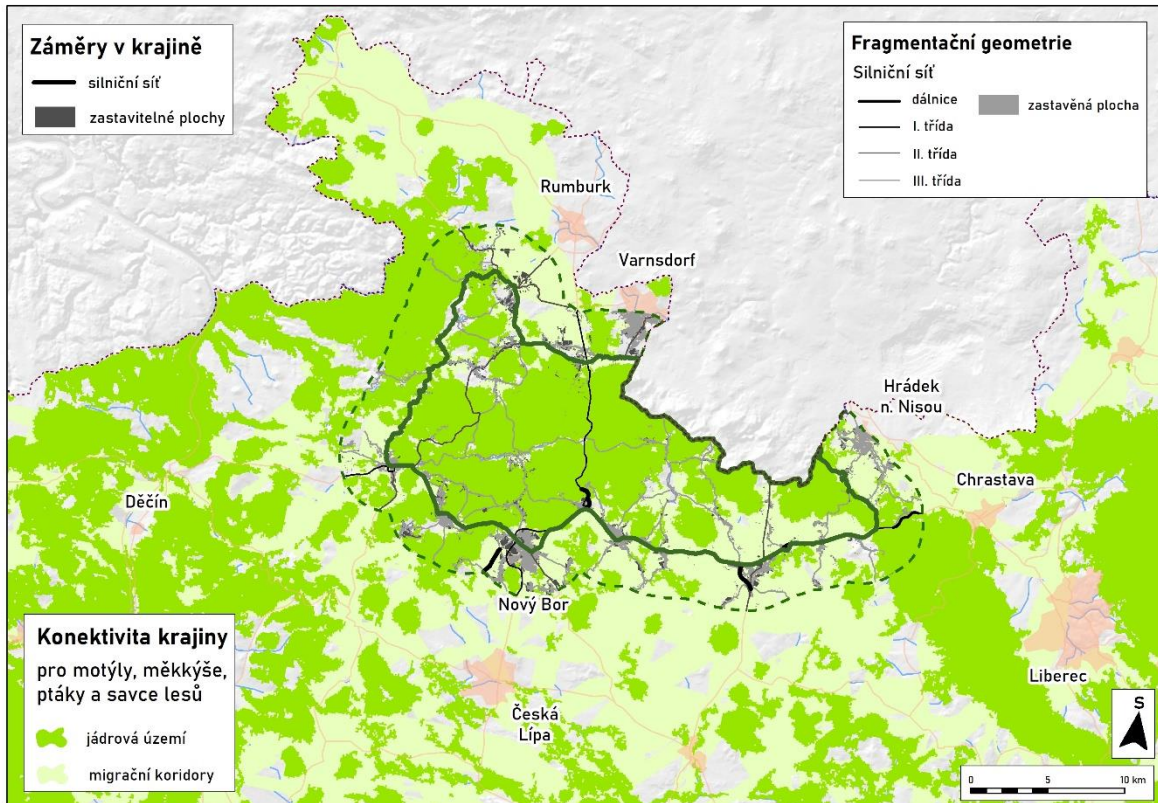 Záměry v krajině
silniční síť
zastavitelné plochy
Fragmentační geometrie
Silniční síť
dálnice
zastavěná plocha
I. třída
II. třída
III. třída
Rumburk
Varnsdorf
Hrádek
n. Nisou
Chrastava
Děčín
Nový Bor
Liberec
Česká
Lípa
Konektivita krajiny
pro motýly, měkkýše,
ptáky a savce lesů
jádrová území
migrační koridory
S
0 5 10 km